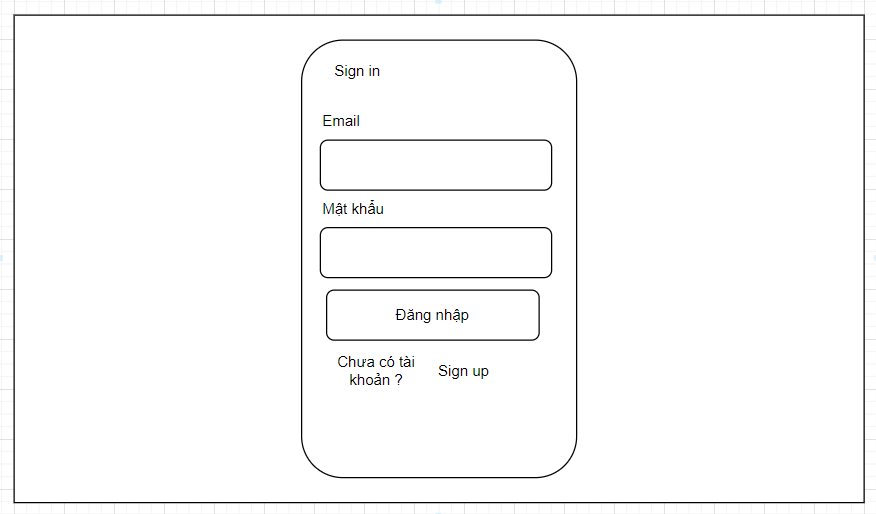 Sign in
Email
Mật khẩu
Đăng nhập
Chưa có tài
khoản ?
Sign up